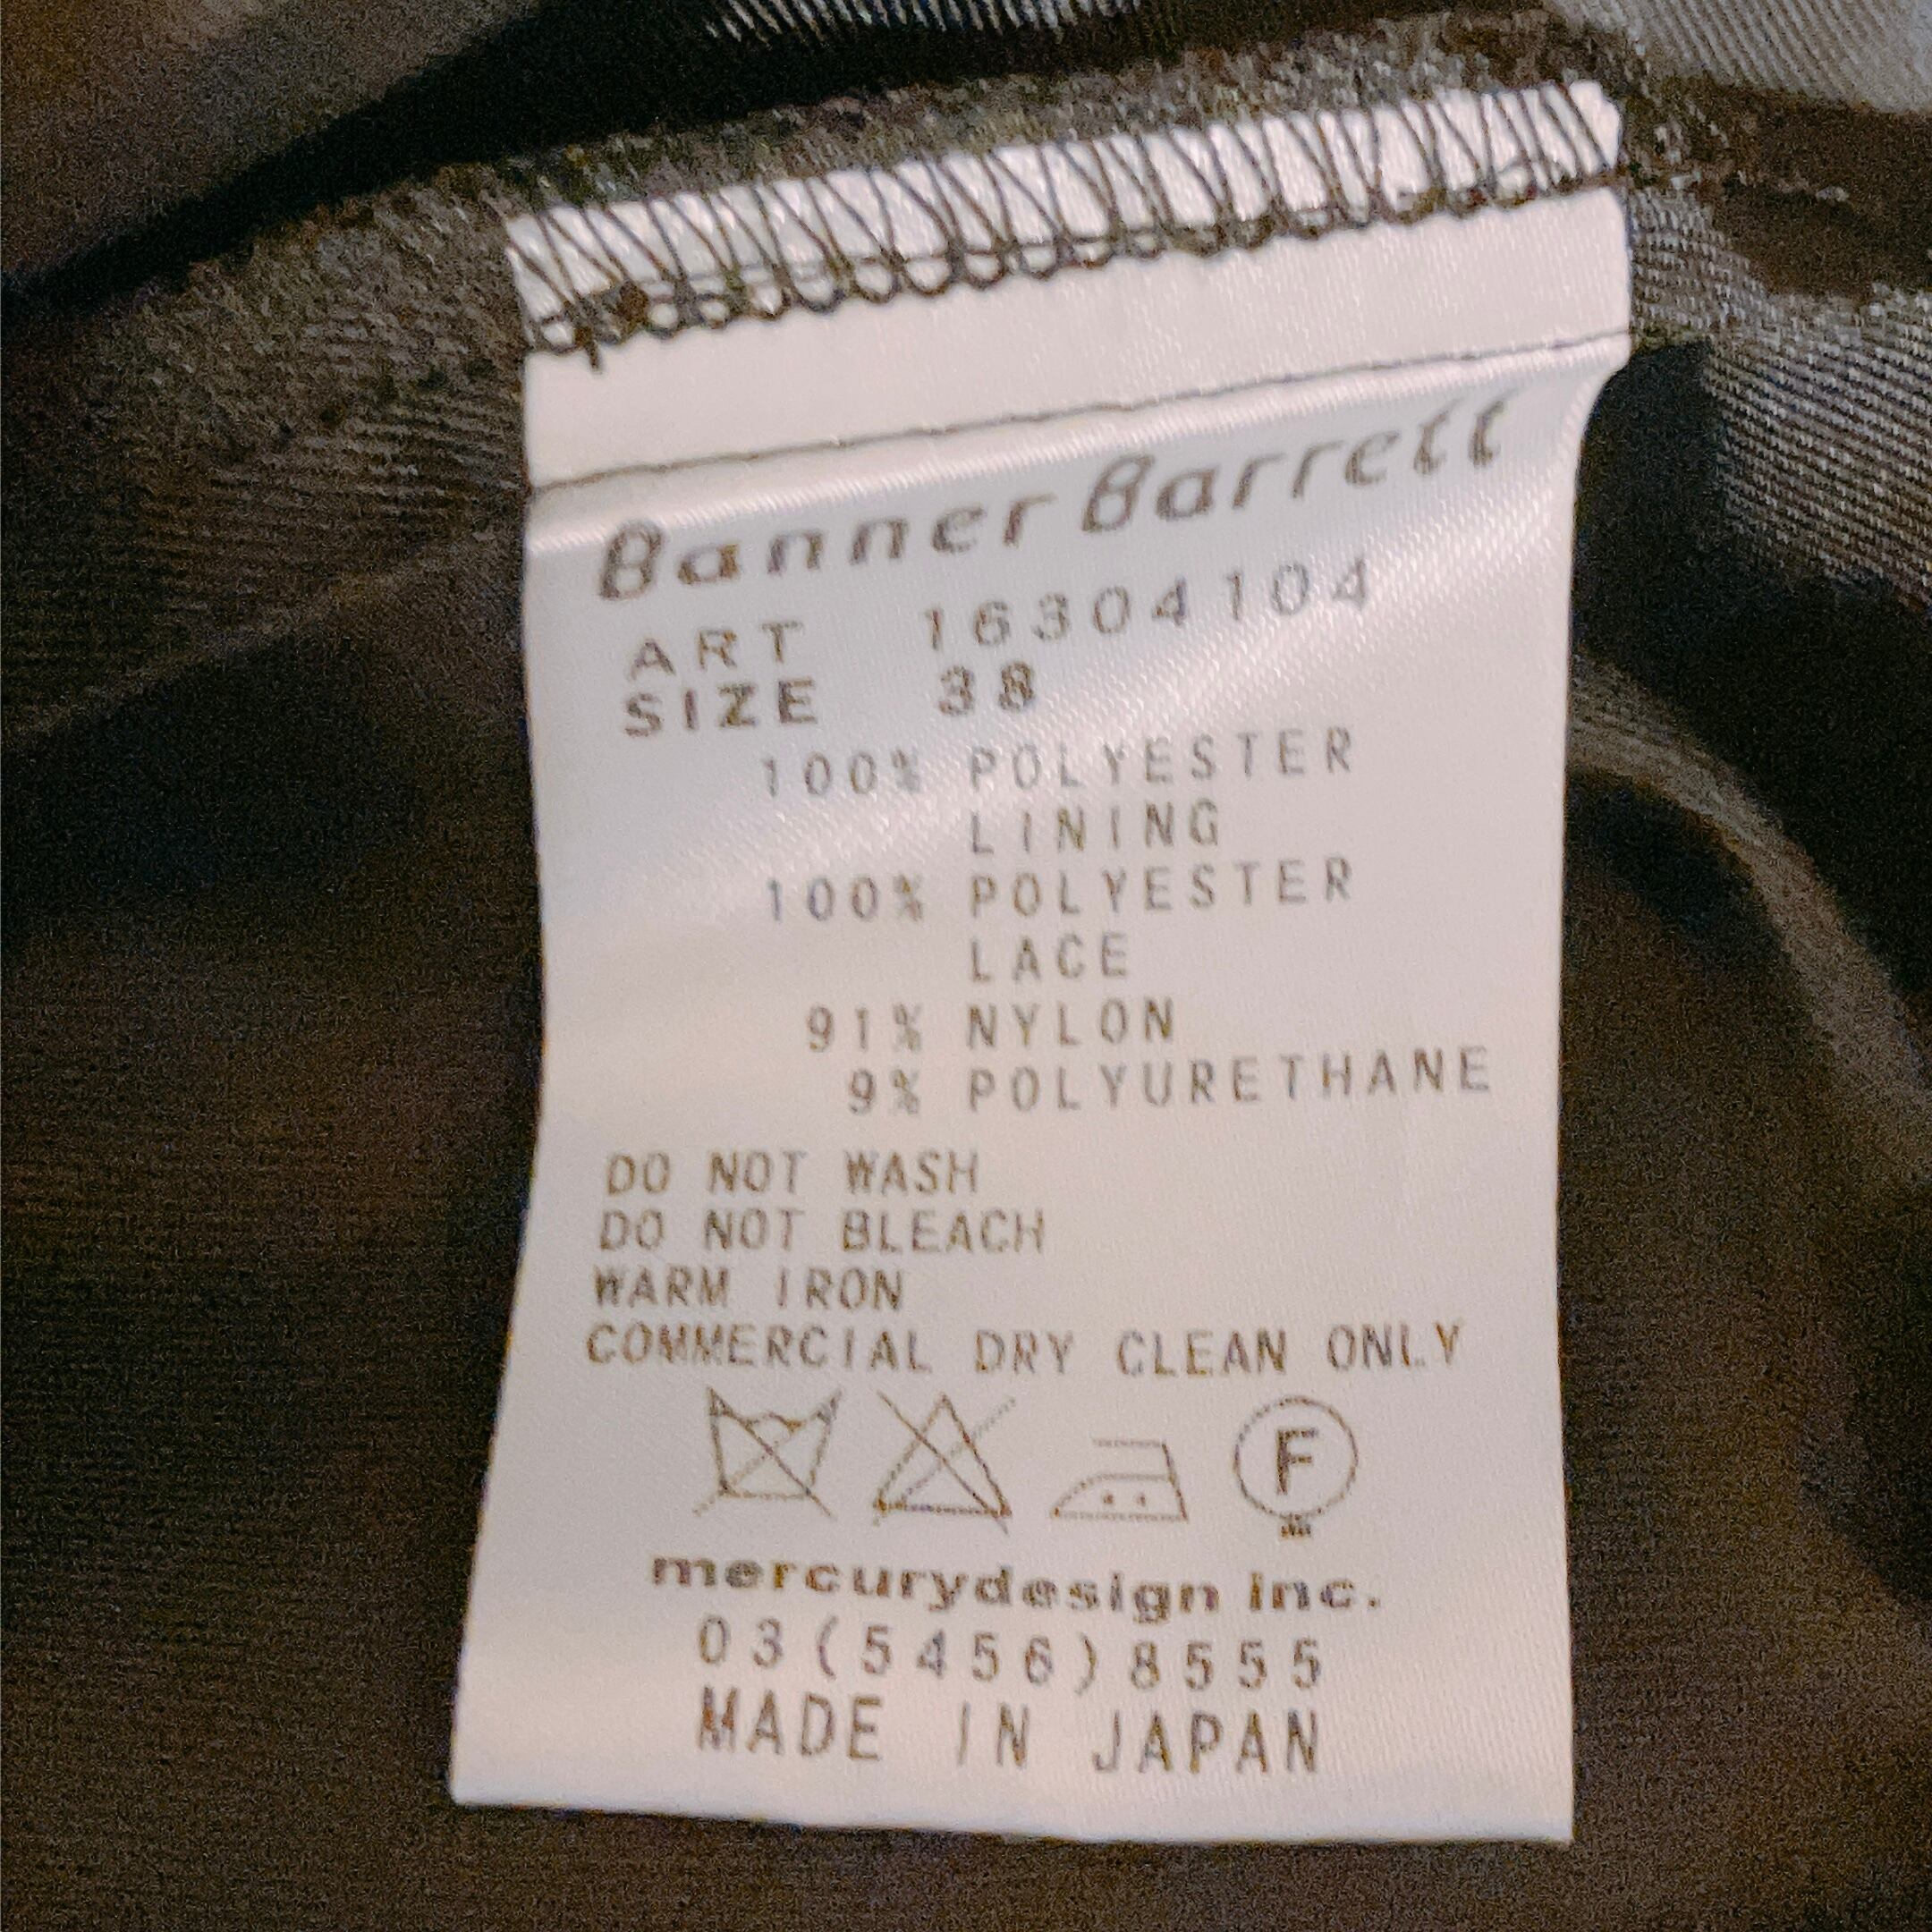 Banner Barrett
ART 16304104
SIZE 38
100% POLYESTER
LINING
100% POLYESTER
LACE
91% NYLON
9% POLYURETHANE
DO NOT WASH
DO NOT BLEACH
WARM IRON
COMMERCIAL DRY CLEAN ONLY
F
mercurydesign inc.
03(5456)8555
MADE IN JAPAN